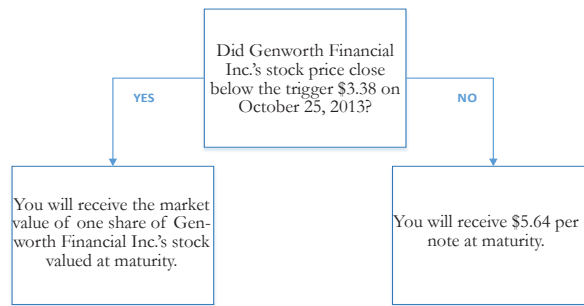 Did Genworth Financial
Inc.'s stock price close
below the trigger $3.38 on
October 25, 2013?
YES
NO
You will receive the market
value of one share of Gen-
worth Financial Inc.'s stock
valued at maturity.
You will receive $5.64 per
note at maturity.